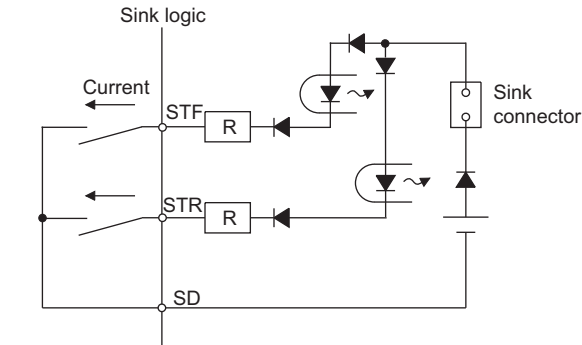 Sink logic
Current
STF
R
Sink
connector
STR
R
SD